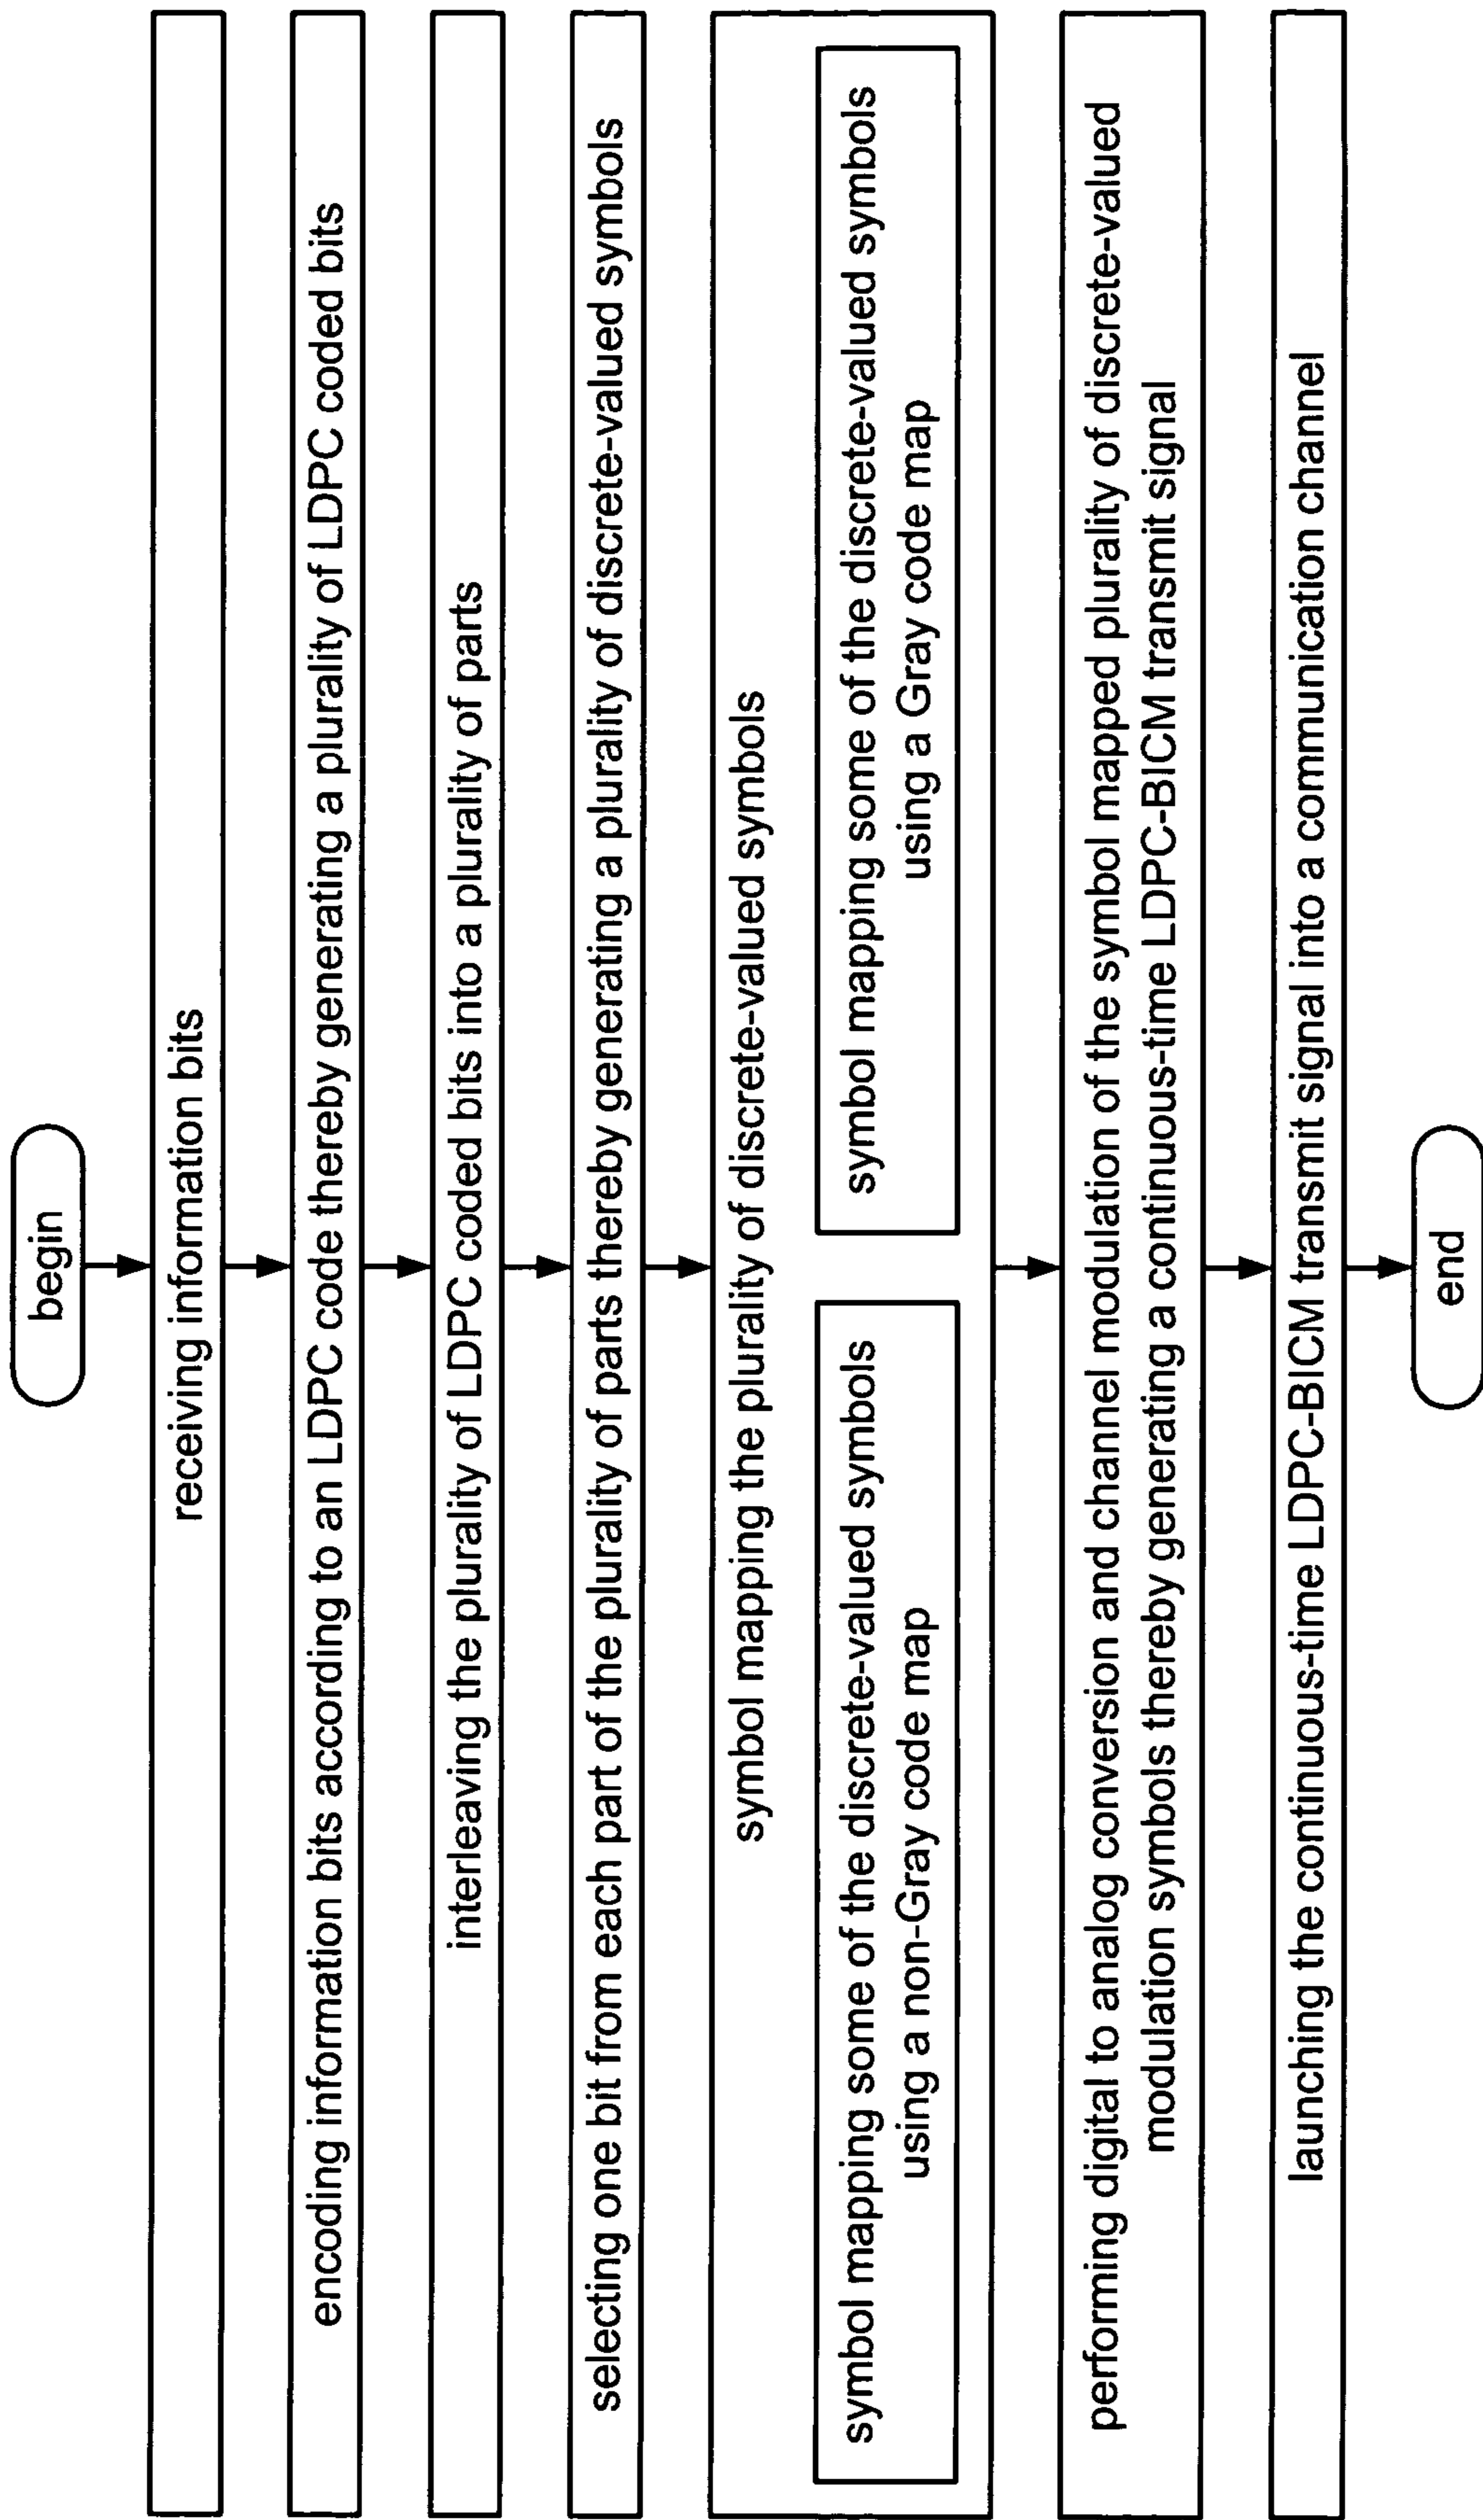 begin
receiving information bits
encoding information bits according to an LDPC code thereby generating a plurality of LDPC coded bits
interleaving the plurality of LDPC coded bits into a plurality of parts
selecting one bit from each part of the plurality of parts thereby generating a plurality of discrete-valued symbols
symbol mapping the plurality of discrete-valued symbols
symbol mapping some of the discrete-valued symbols
using a non-Gray code map
symbol mapping some of the discrete-valued symbols
using a Gray code map
performing digital to analog conversion and channel modulation of the symbol mapped plurality of discrete-valued
modulation symbols thereby generating a continuous-time LDPC-BICM transmit signal
launching the continuous-time LDPC-BICM transmit signal into a communication channel
end